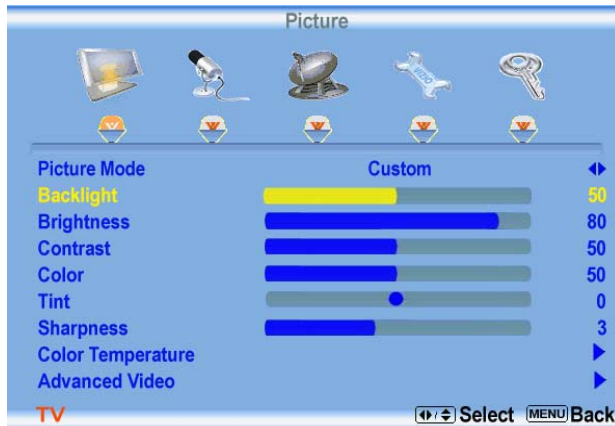 Picture
Picture Mode Custom
Backlight 50
Brightness 80
Contrast 50
Color 50
Tint 0
Sharpness 3
Color Temperature
Advanced Video
TV Select MENU Back